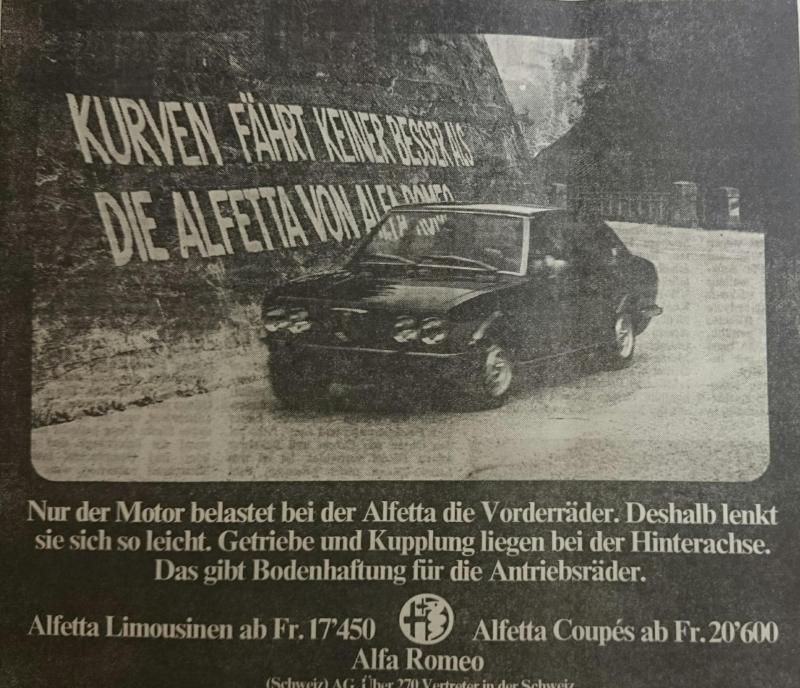 KURVEN FÄHRT KEINER BESSER ALS
DIE ALFETTA VON ALFA ROMEO
Nur der Motor belastet bei der Alfetta die Vorderräder. Deshalb lenkt
sie sich so leicht. Getriebe und Kupplung liegen bei der Hinterachse.
Das gibt Bodenhaftung für die Antriebsräder.
Alfetta Limousinen ab Fr. 17'450
Alfetta Coupés ab Fr. 20'600
Alfa Romeo
(Schweiz) AG. Über 270 Vertreter in der Schweiz